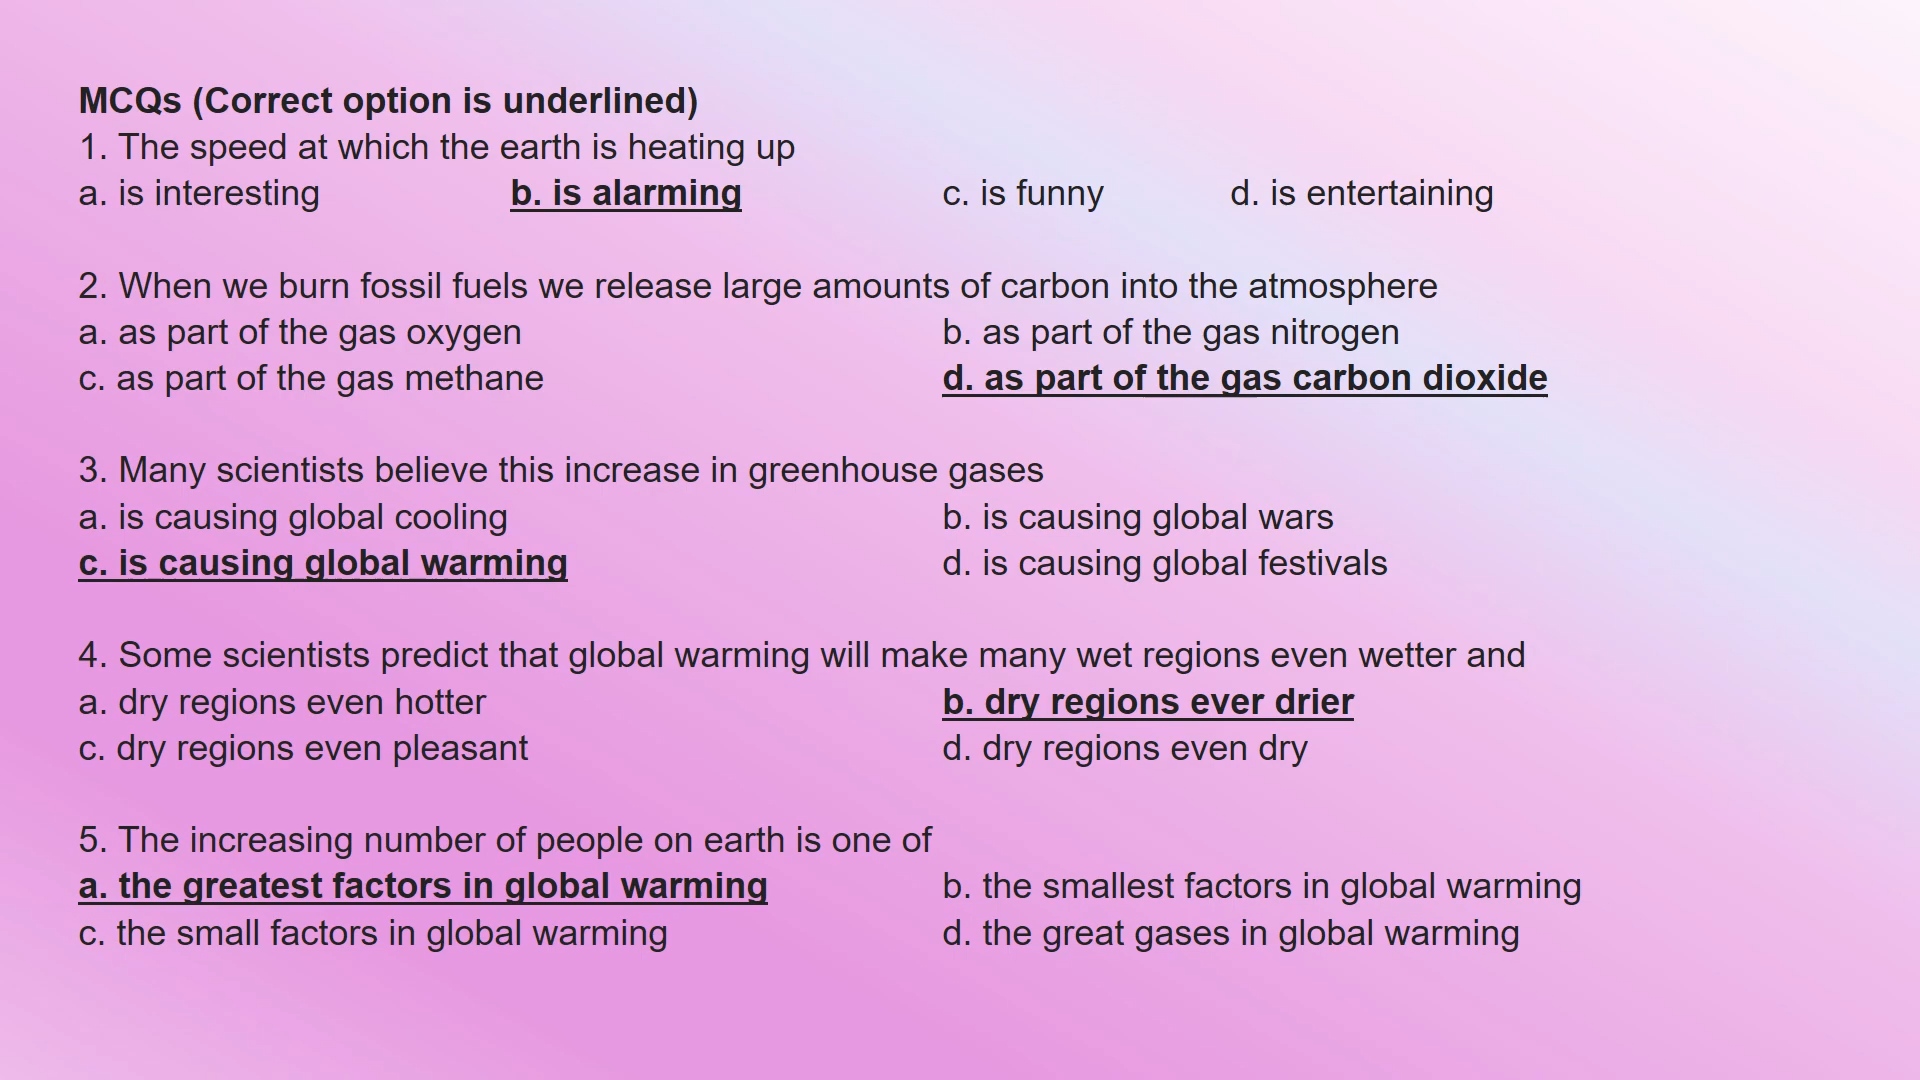 MCQs (Correct option is underlined)
1. The speed at which the earth is heating up
a. is interesting b. is alarming c. is funny d. is entertaining
2. When we burn fossil fuels we release large amounts of carbon into the atmosphere
a. as part of the gas oxygen b. as part of the gas nitrogen
c. as part of the gas methane d. as part of the gas carbon dioxide
3. Many scientists believe this increase in greenhouse gases
a. is causing global cooling b. is causing global wars
c. is causing global warming d. is causing global festivals
4. Some scientists predict that global warming will make many wet regions even wetter and
a. dry regions even hotter b. dry regions ever drier
c. dry regions even pleasant d. dry regions even dry
5. The increasing number of people on earth is one of
a. the greatest factors in global warming b. the smallest factors in global warming
c. the small factors in global warming d. the great gases in global warming